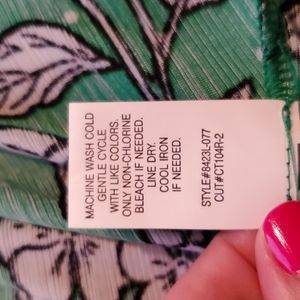 MACHINE WASH COLD
GENTLE CYCLE
WITH LIKE COLORS.
ONLY NON-CHLORINE
BLEACH IF NEEDED.
LINE DRY.
COOL IRON
IF NEEDED.
STYLE#8423L-077
CUT#CT104R-2